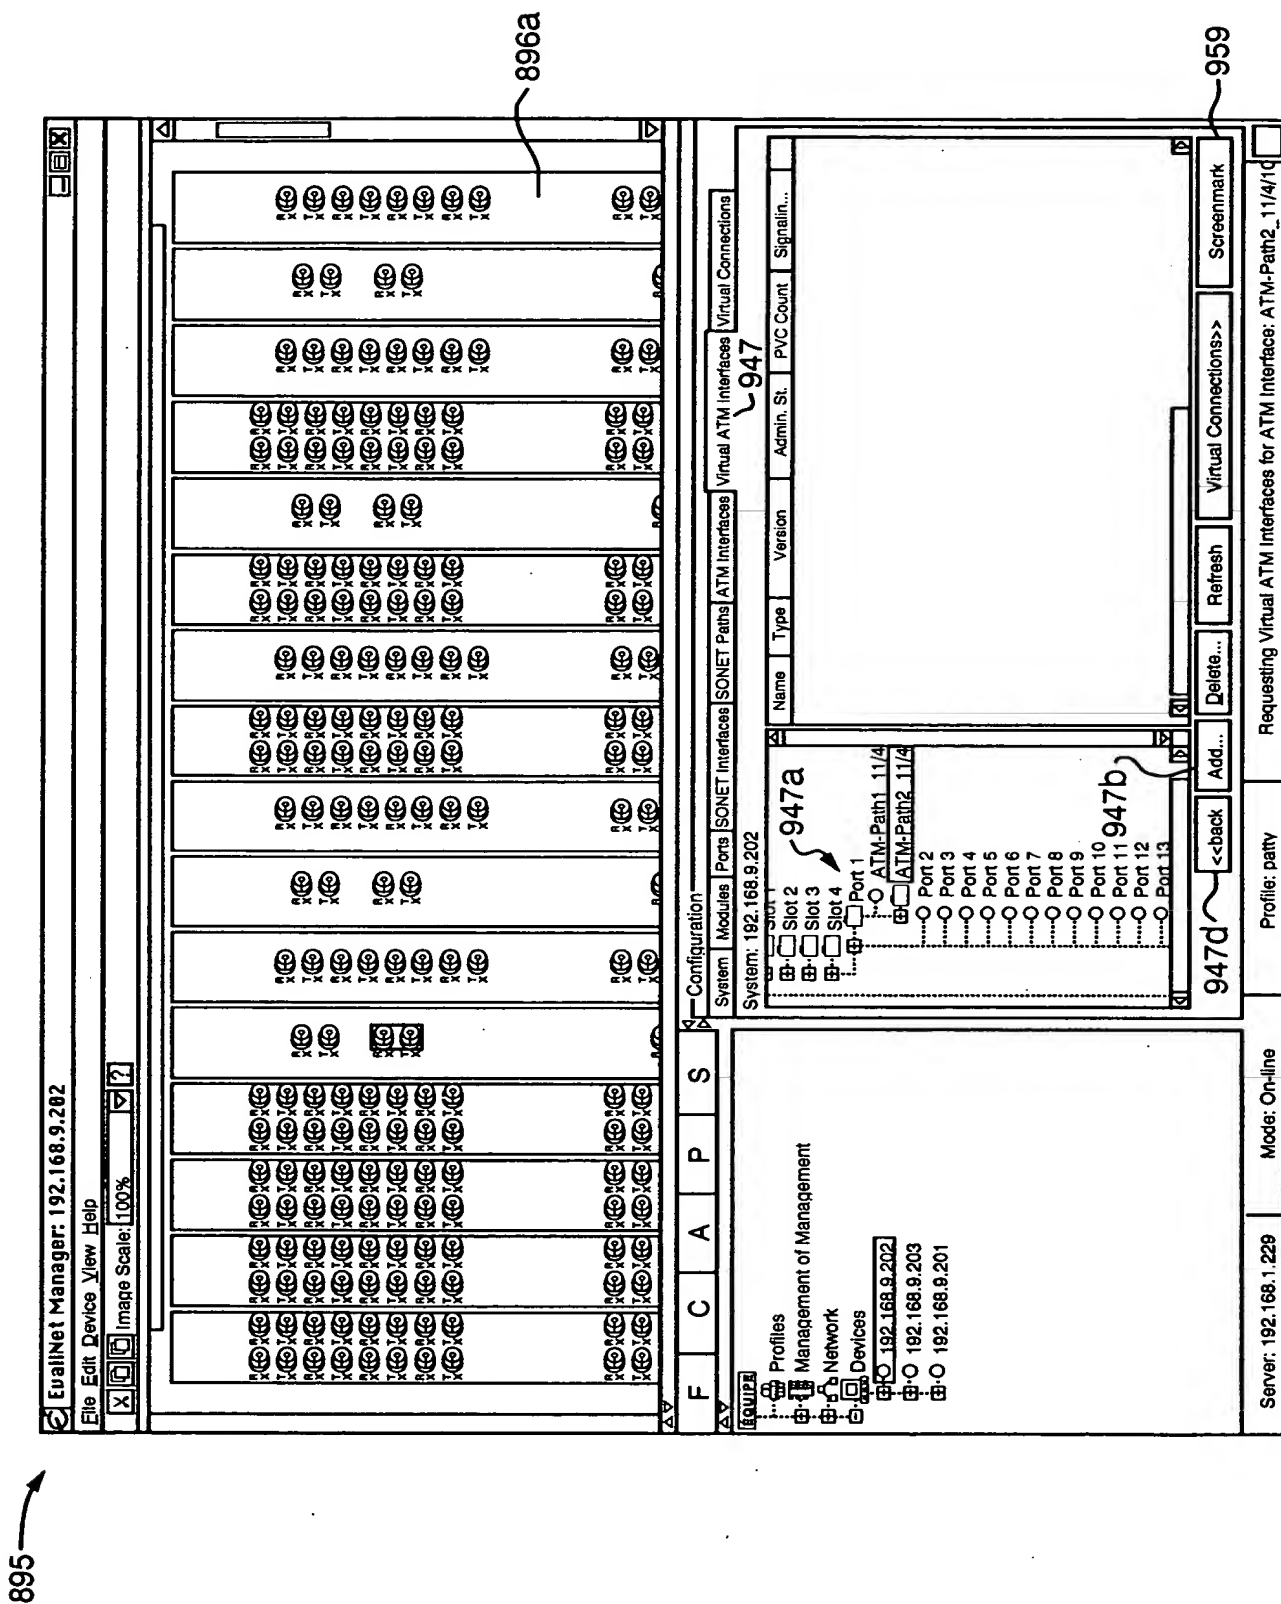 895
EualiNet Manager: 192.168.9.202
File Edit Device View Help
Image Scale: 100%
896a
F C A P S
EQUIPE
Profiles
Management of Management
Network
Devices
192.168.9.202
192.168.9.203
192.168.9.201
Configuration
System Modules Ports SONET Interfaces SONET Paths ATM Interfaces Virtual ATM Interfaces Virtual Connections
947
System: 192.168.9.202
Slot 1
Slot 2
Slot 3
Slot 4
Port 1
947a
ATM-Path1_11/4
ATM-Path2_11/4
Port 2
Port 3
Port 4
Port 5
Port 6
Port 7
Port 8
Port 9
Port 10
Port 11
Port 12
Port 13
947b
947d
Name Type Version Admin. St. PVC Count Signalin...
<<back Add... Delete... Refresh Virtual Connections>> Screenmark
959
Server: 192.168.1.229 Mode: On-line Profile: patty Requesting Virtual ATM Interfaces for ATM Interface: ATM-Path2_11/4/1